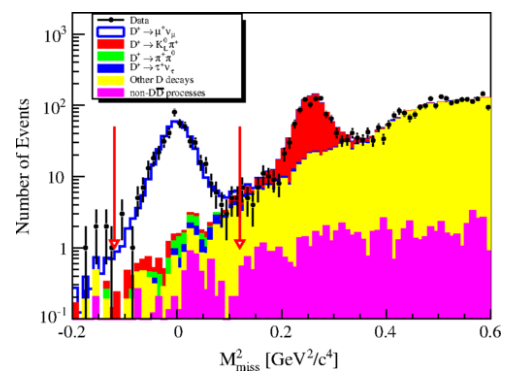 Data
D⁺ → μ⁺ν_μ
D⁺ → K⁰_L π⁺
D⁺ → π⁺π⁰
D⁺ → τ⁺ν_τ
Other D decays
non-DD̅ processes
Number of Events
10³
10²
10
1
10⁻¹
-0.2 0 0.2 0.4 0.6
M²_miss [GeV²/c⁴]